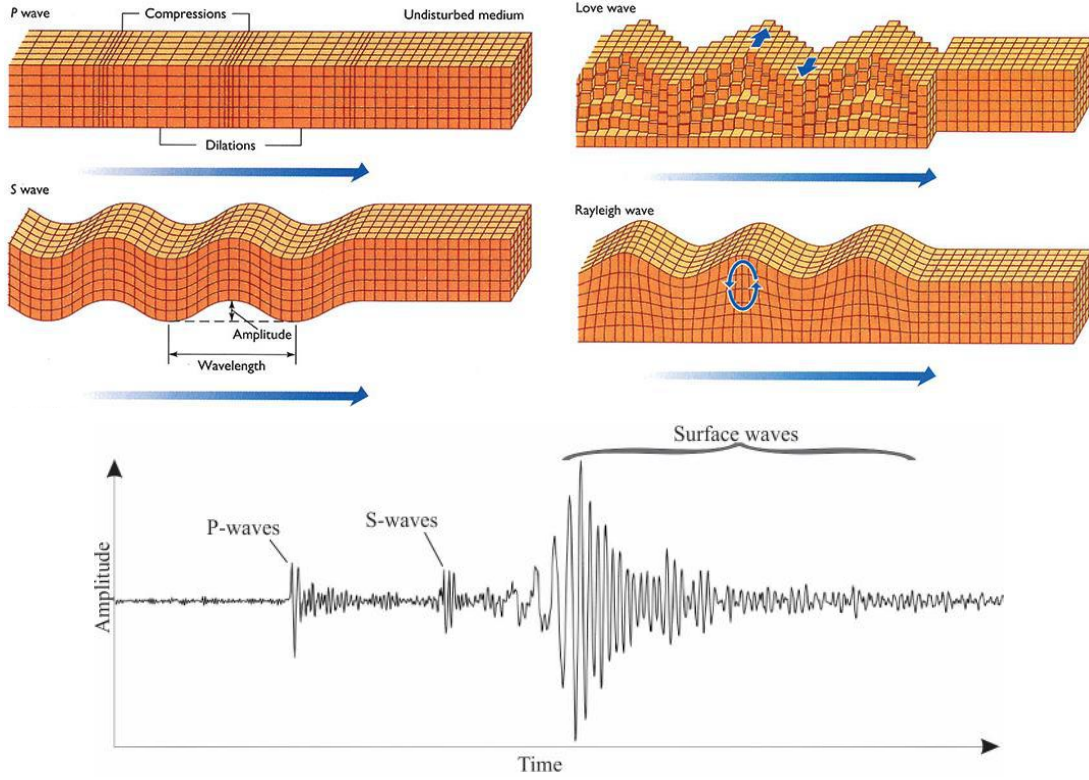 P wave
Compressions
Undisturbed medium
Dilations
Love wave
S wave
Amplitude
Wavelength
Rayleigh wave
Surface waves
P-waves
S-waves
Amplitude
Time